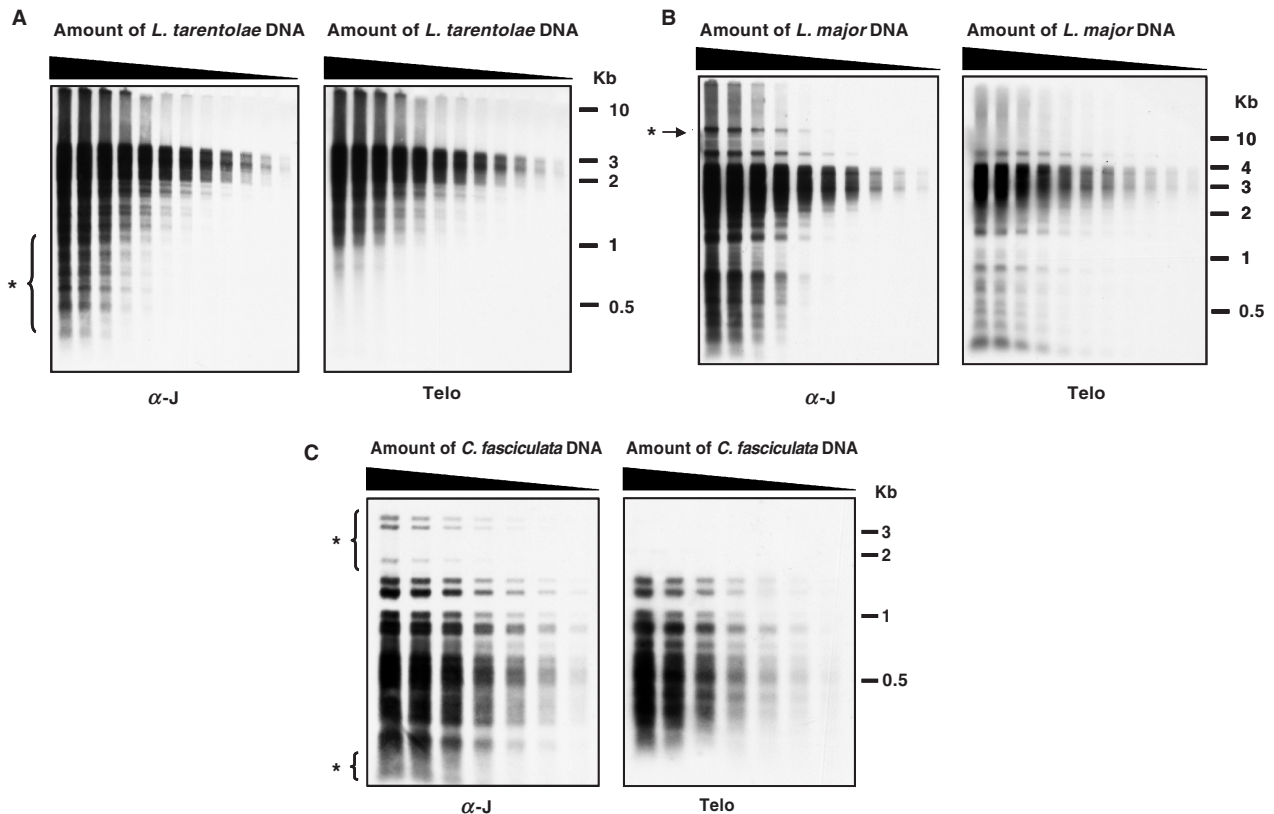 A
Amount of L. tarentolae DNA
Amount of L. tarentolae DNA
Kb
10
3
2
1
0.5
*
α-J
Telo
B
Amount of L. major DNA
Amount of L. major DNA
Kb
*
10
4
3
2
1
0.5
α-J
Telo
C
Amount of C. fasciculata DNA
Amount of C. fasciculata DNA
Kb
*
3
2
1
0.5
*
α-J
Telo